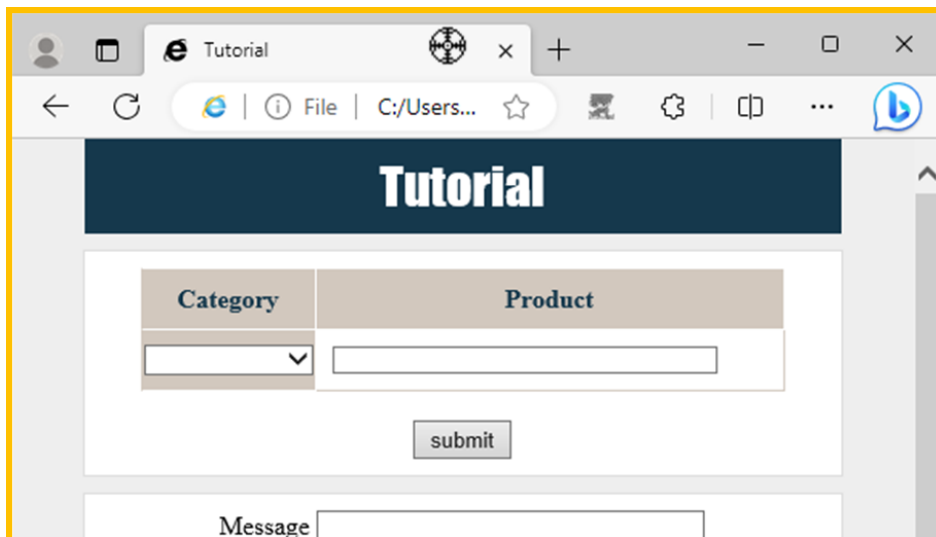 Tutorial
File C:/Users...
Tutorial
Category Product
submit
Message